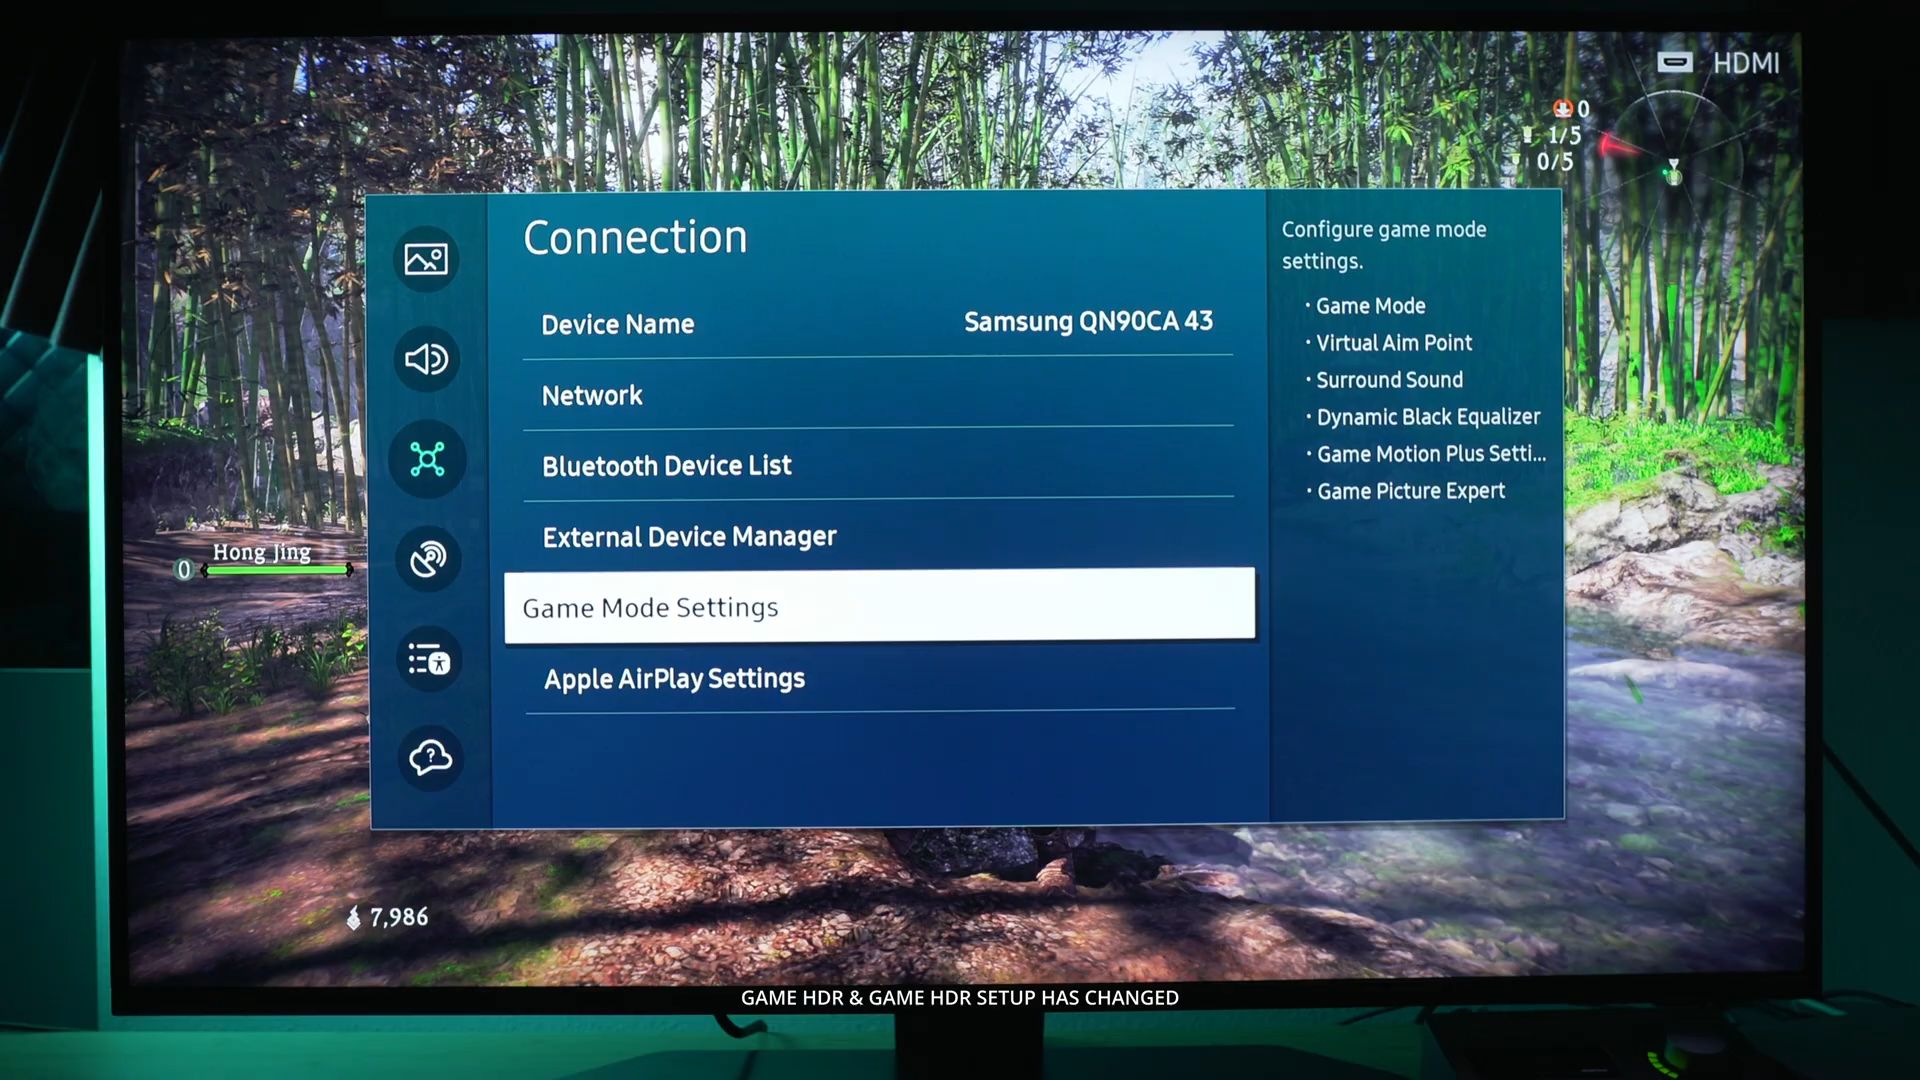 HDMI
0
1/5
0/5
Connection
Device Name
Samsung QN90CA 43
Network
Bluetooth Device List
External Device Manager
Game Mode Settings
Apple AirPlay Settings
Configure game mode
settings.
· Game Mode
· Virtual Aim Point
· Surround Sound
· Dynamic Black Equalizer
· Game Motion Plus Setti...
· Game Picture Expert
Hong Jing
0
7,986
GAME HDR & GAME HDR SETUP HAS CHANGED